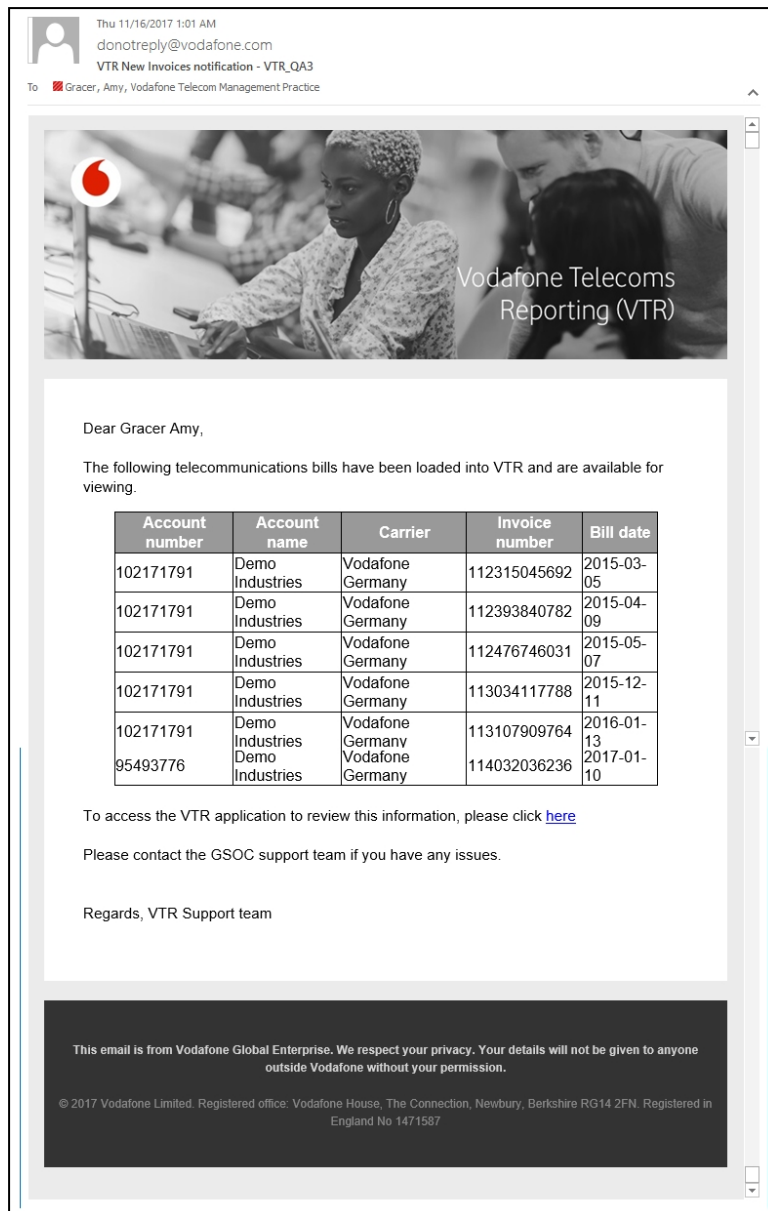 Thu 11/16/2017 1:01 AM
donotreply@vodafone.com
VTR New Invoices notification - VTR_QA3
To Gracer, Amy, Vodafone Telecom Management Practice
Vodafone Telecoms
Reporting (VTR)
Dear Gracer Amy,
The following telecommunications bills have been loaded into VTR and are available for
viewing.
Account number Account name Carrier Invoice number Bill date
102171791 Demo Industries Vodafone Germany 112315045692 2015-03-05
102171791 Demo Industries Vodafone Germany 112393840782 2015-04-09
102171791 Demo Industries Vodafone Germany 112476746031 2015-05-07
102171791 Demo Industries Vodafone Germany 113034117788 2015-12-11
102171791 Demo Industries Vodafone Germany 113107909764 2016-01-13
95493776 Demo Industries Vodafone Germany 114032036236 2017-01-10
To access the VTR application to review this information, please click here
Please contact the GSOC support team if you have any issues.
Regards, VTR Support team
This email is from Vodafone Global Enterprise. We respect your privacy. Your details will not be given to anyone
outside Vodafone without your permission.
© 2017 Vodafone Limited. Registered office: Vodafone House, The Connection, Newbury, Berkshire RG14 2FN. Registered in
England No 1471587